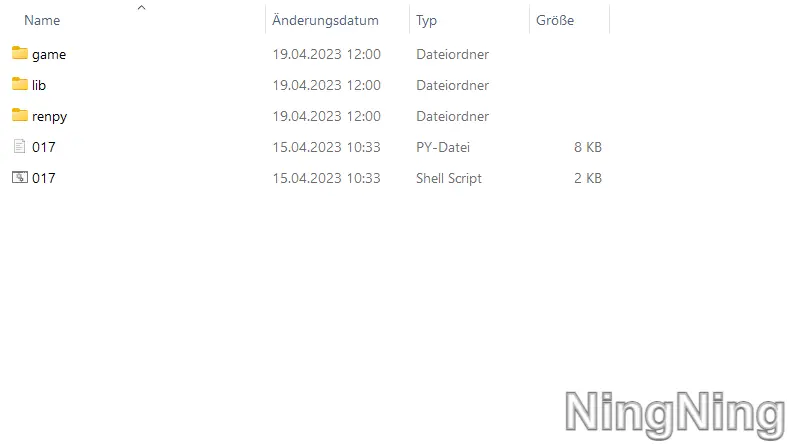 Name Änderungsdatum Typ Größe
game 19.04.2023 12:00 Dateiordner
lib 19.04.2023 12:00 Dateiordner
renpy 19.04.2023 12:00 Dateiordner
017 15.04.2023 10:33 PY-Datei 8 KB
017 15.04.2023 10:33 Shell Script 2 KB
NingNing